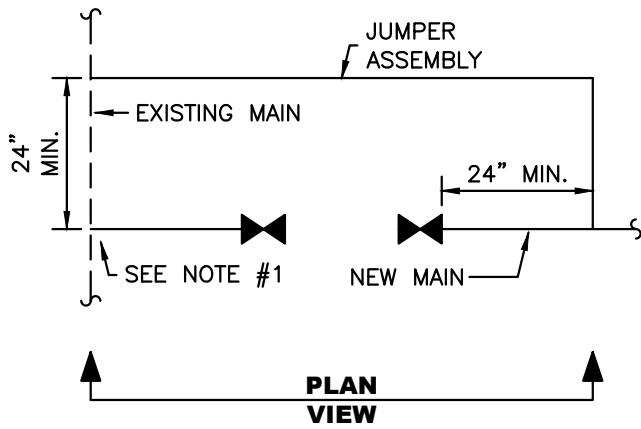 JUMPER
ASSEMBLY
EXISTING MAIN
24”
MIN.
24” MIN.
SEE NOTE #1
NEW MAIN
PLAN
VIEW